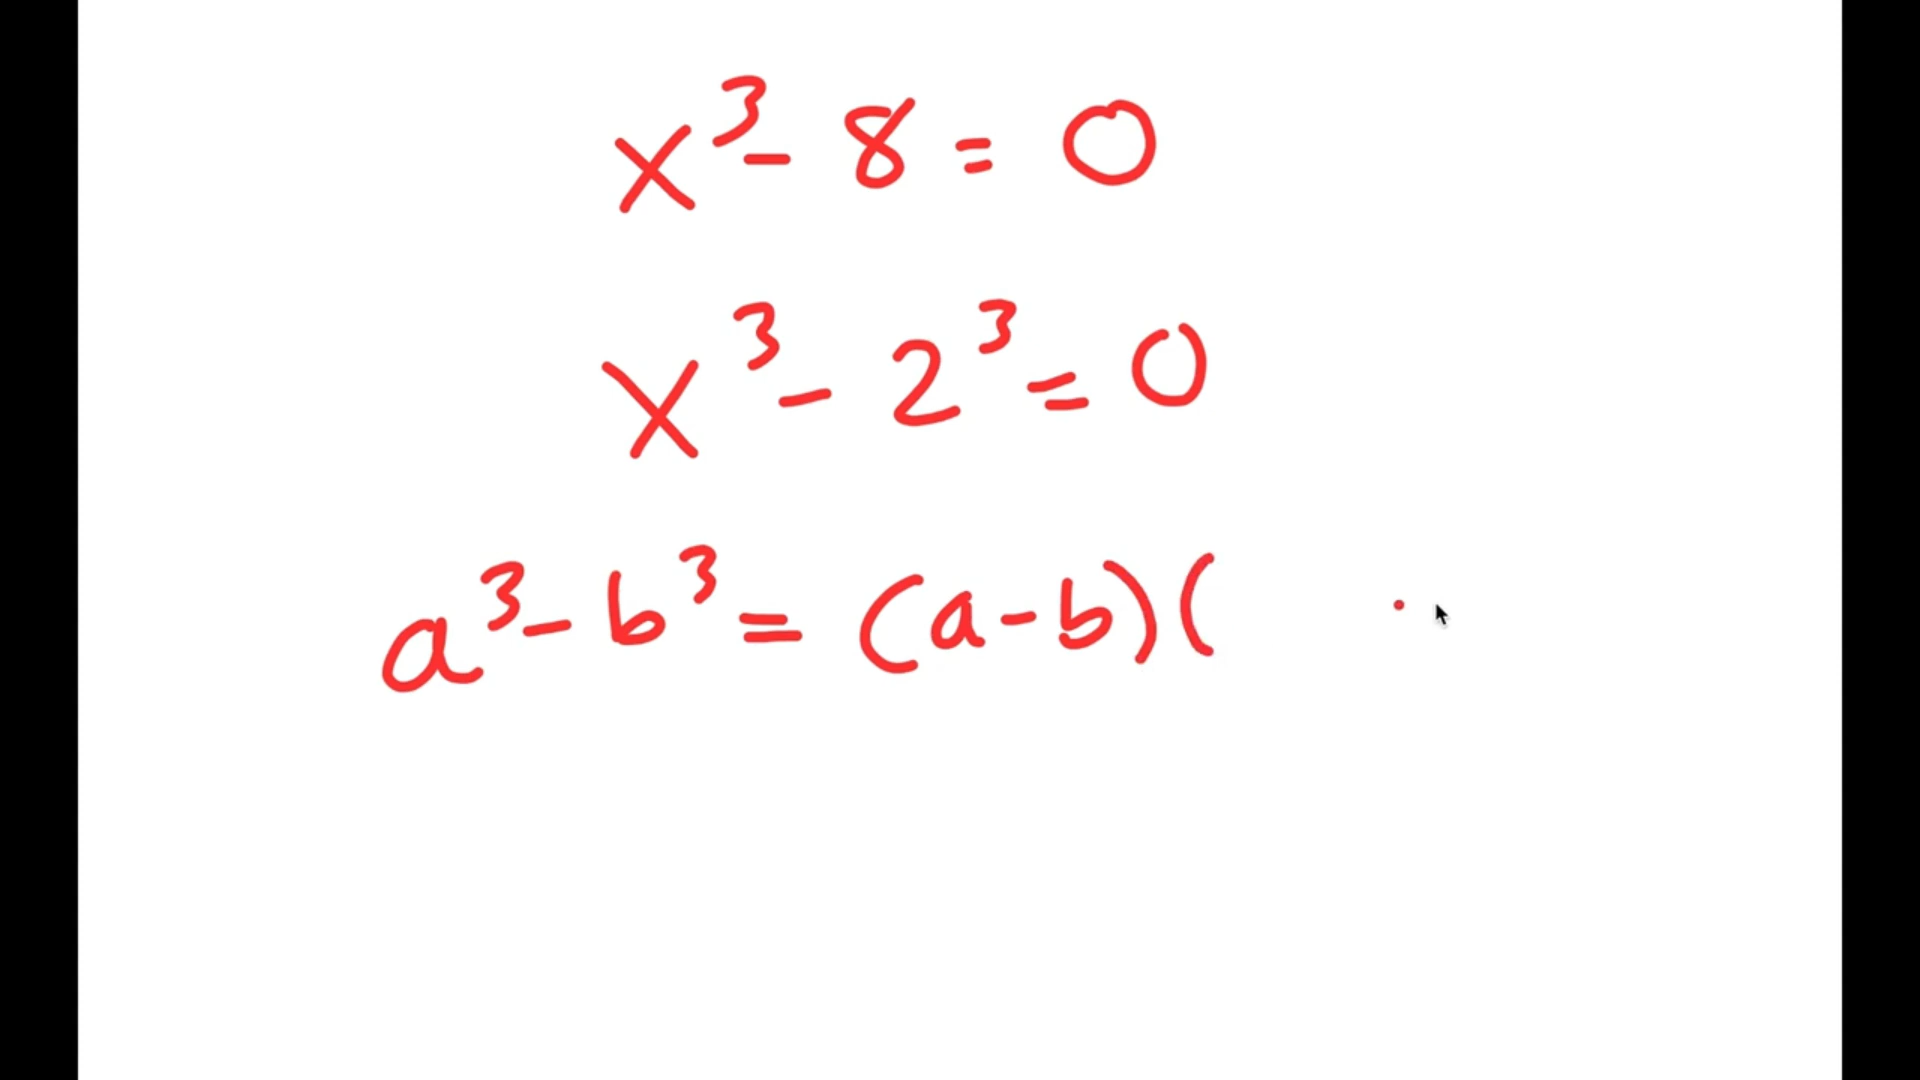 x³ - 8 = 0
x³ - 2³ = 0
a³ - b³ = (a - b)(